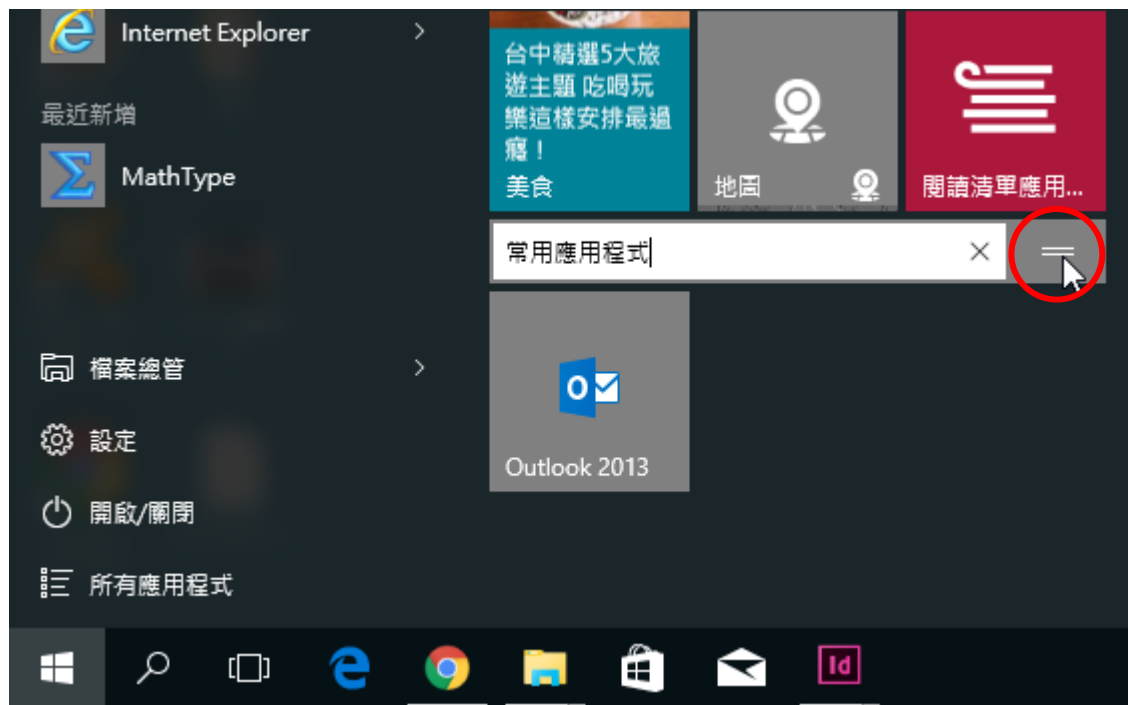 Internet Explorer
最近新增
MathType
檔案總管
設定
開啟/關閉
所有應用程式
台中精選5大旅
遊主題 吃喝玩
樂這樣安排最過
癮！
美食
地圖
閱讀清單應用...
常用應用程式
Outlook 2013
Id